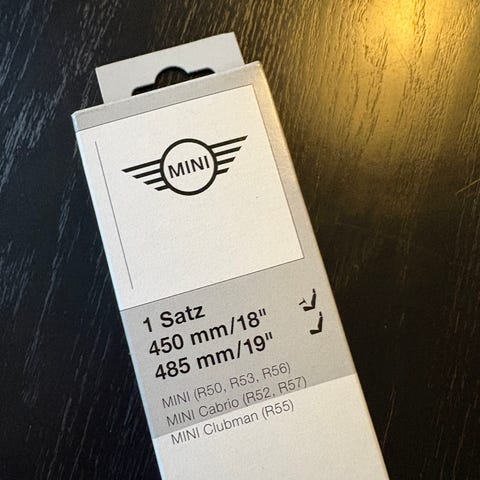 MINI
1 Satz
450 mm/18"
485 mm/19"
MINI (R50, R53, R56)
MINI Cabrio (R52, R57)
MINI Clubman (R55)